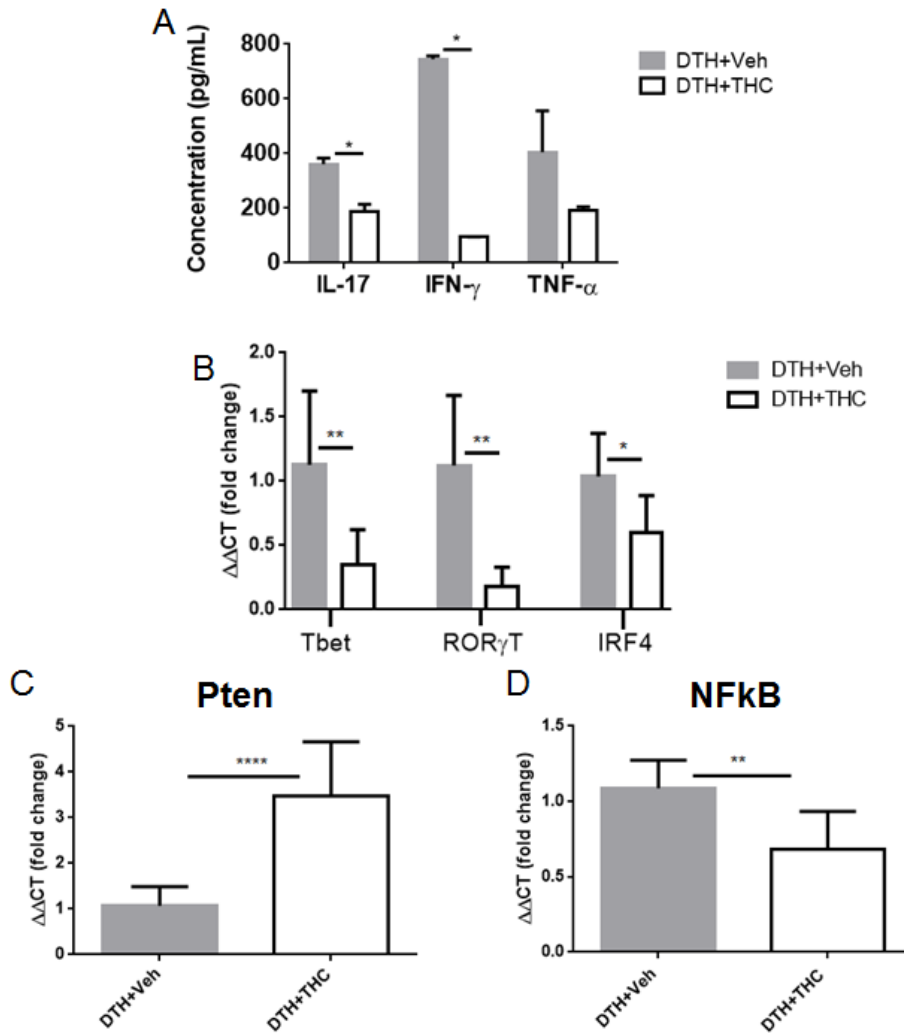 A
Concentration (pg/mL)
800
600
400
200
0
*
*
DTH+Veh
DTH+THC
IL-17 IFN-γ TNF-α
B
ΔΔCT (fold change)
2.0
1.5
1.0
0.5
0.0
**
**
*
DTH+Veh
DTH+THC
Tbet RORγT IRF4
C
Pten
ΔΔCT (fold change)
5
4
3
2
1
0
****
DTH+Veh
DTH+THC
D
NFkB
ΔΔCT (fold change)
1.5
1.0
0.5
0.0
**
DTH+Veh
DTH+THC